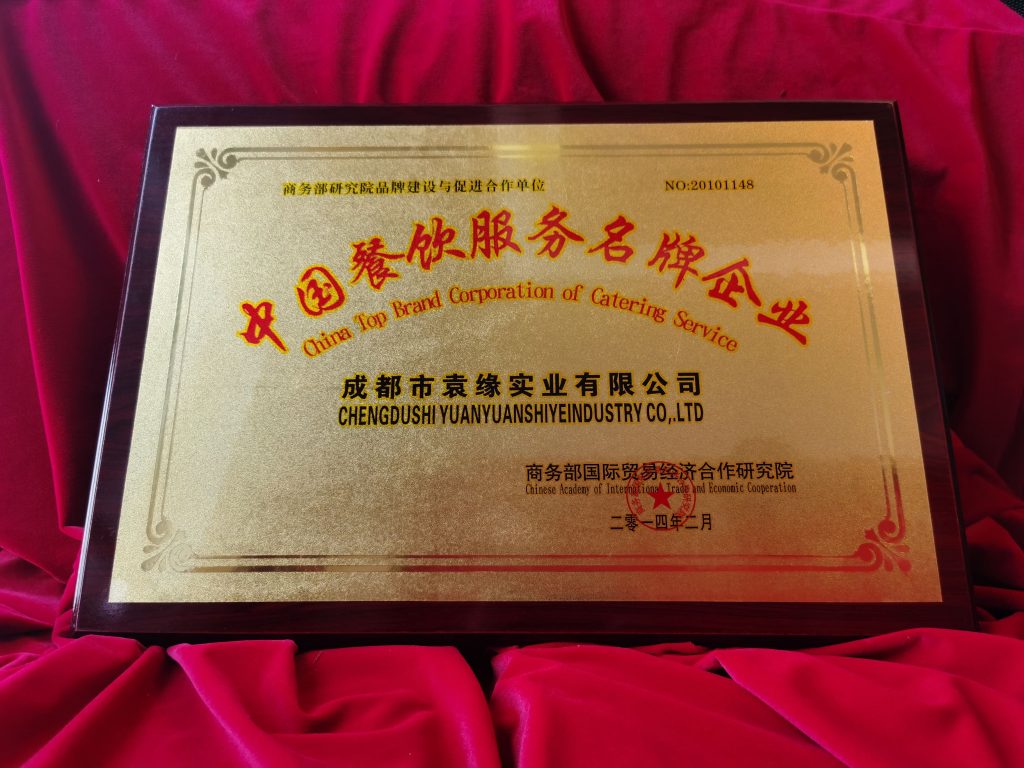 商务部研究院品牌建设与促进合作单位 NO:20101148
中国餐饮服务名牌企业
China Top Brand Corporation of Catering Service
成都市袁缘实业有限公司
CHENGDUSHI YUANYUANSHIYEINDUSTRY CO,.LTD
商务部国际贸易经济合作研究院
Chinese Academy of International Trade and Economic Cooperation
二零一四年二月